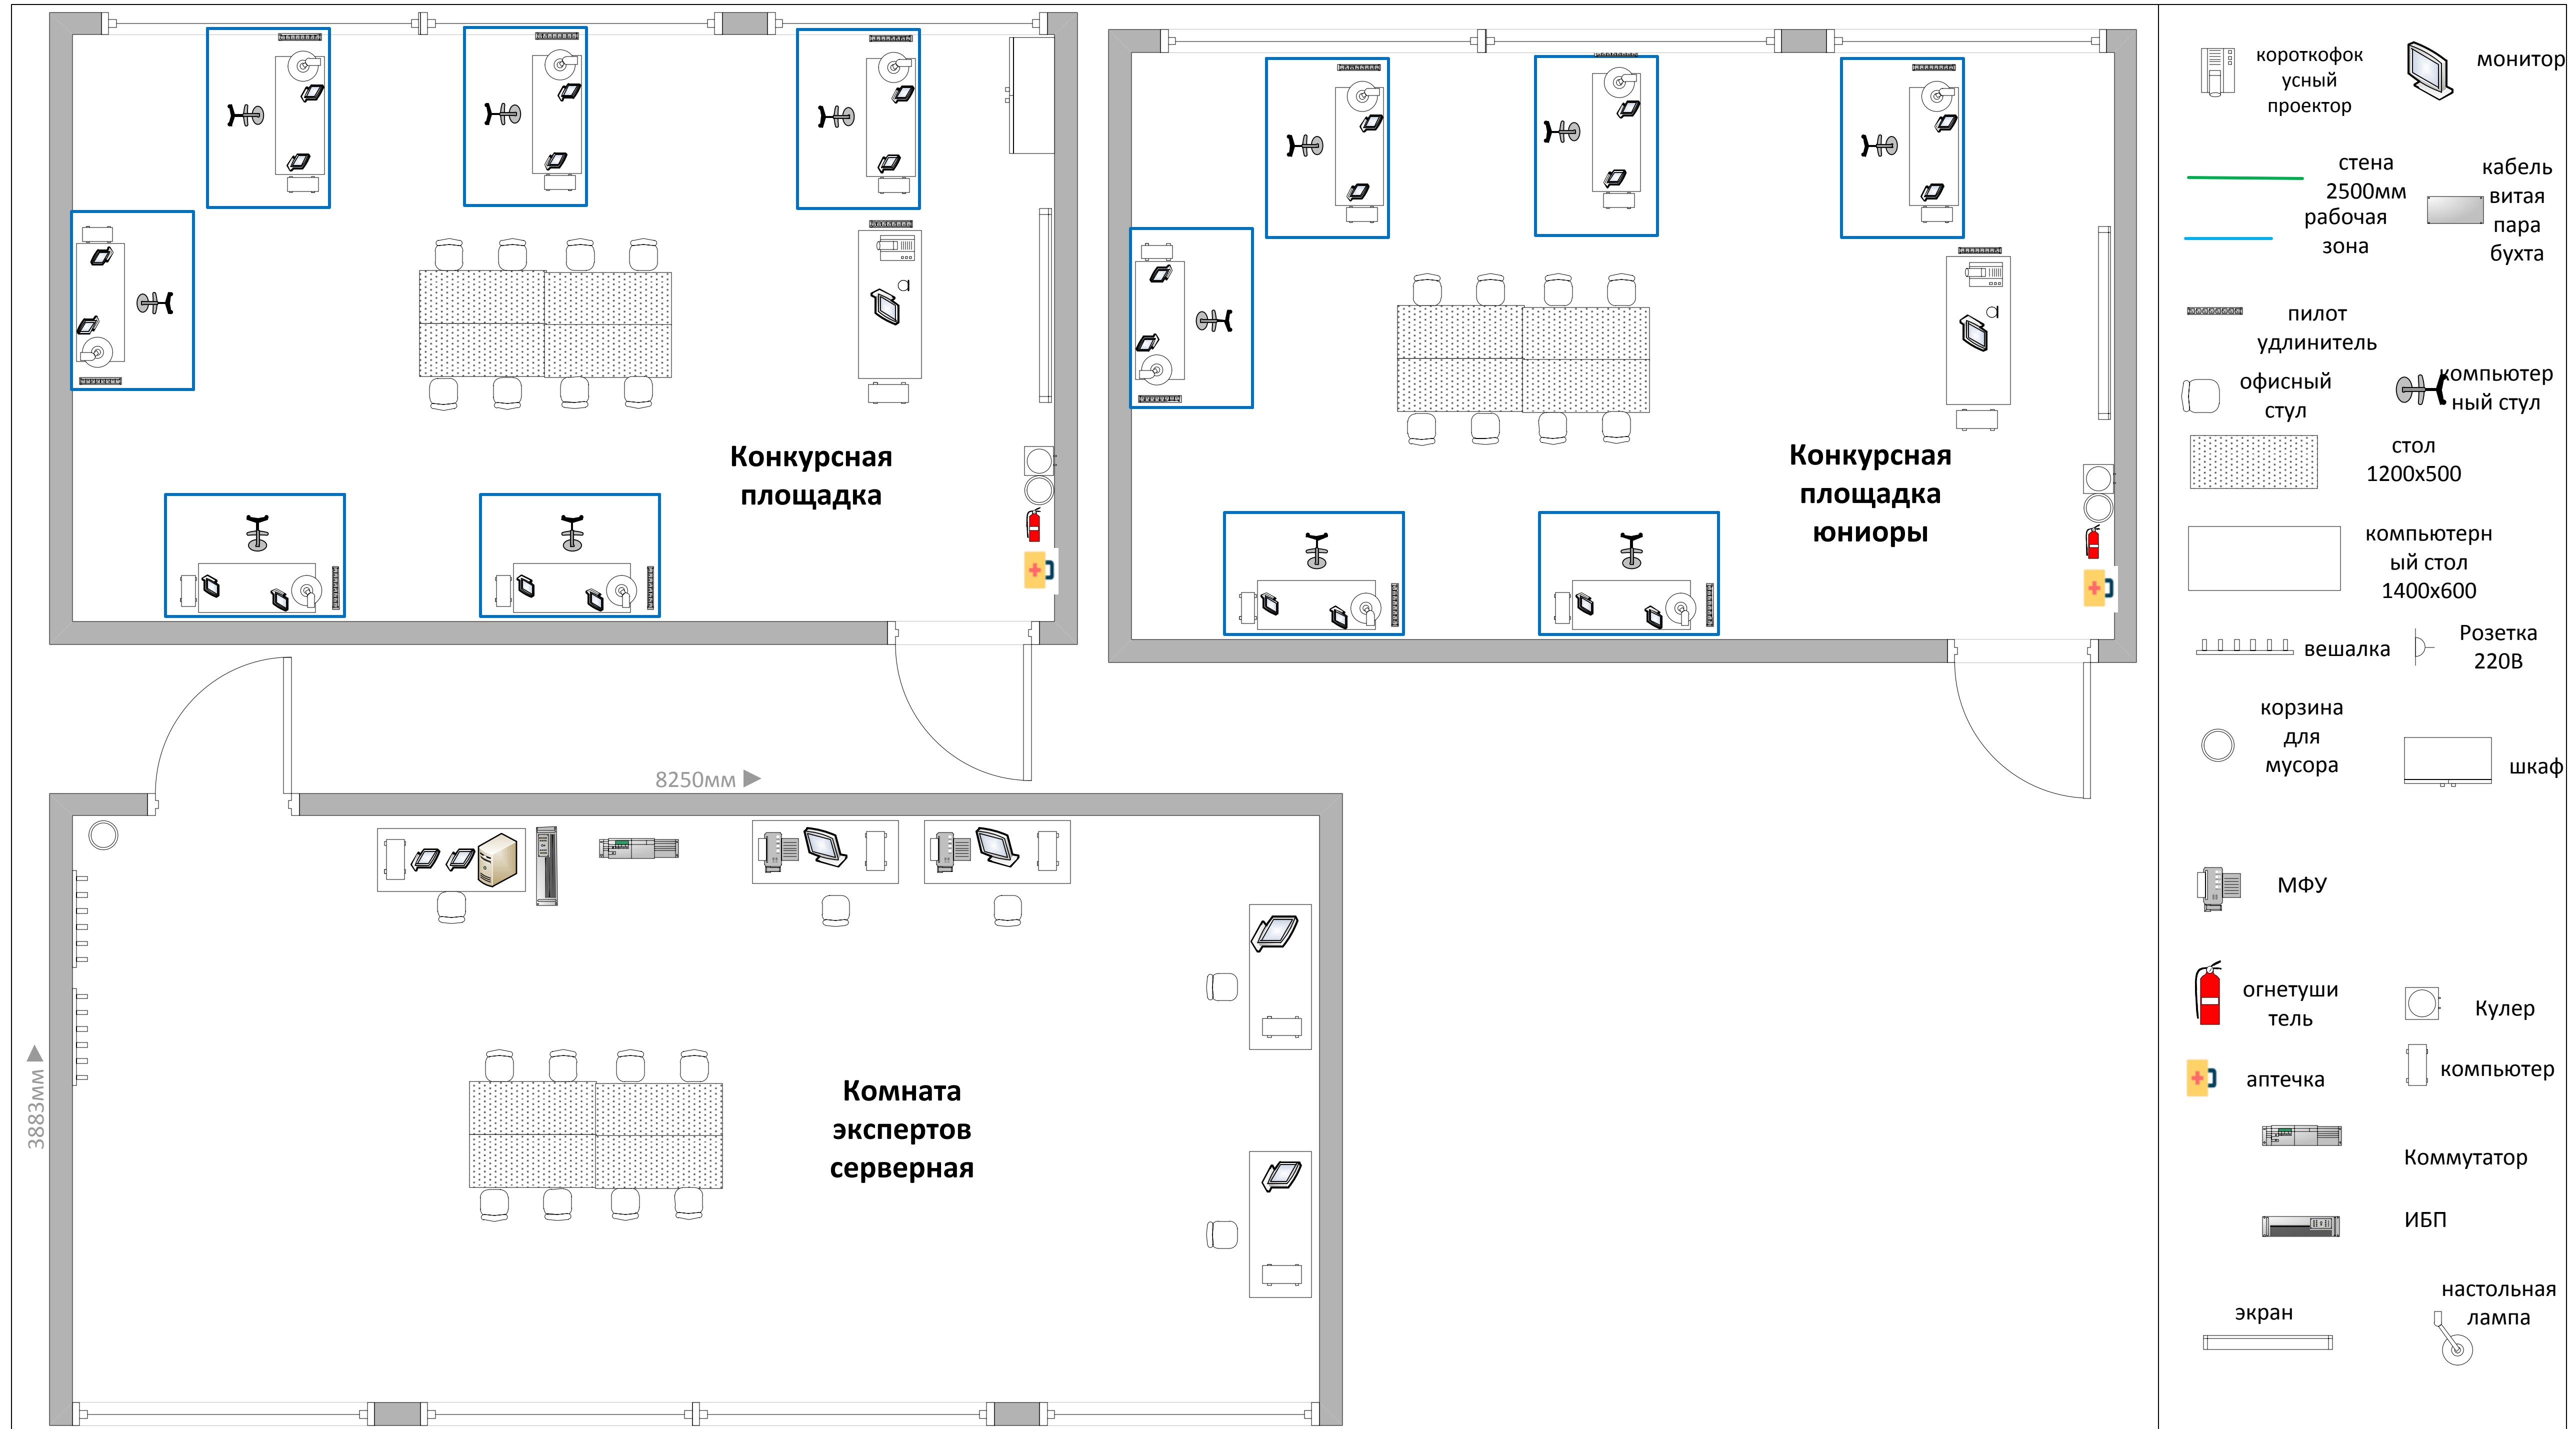 Конкурсная
площадка
Конкурсная
площадка
юниоры
8250мм
3883мм
Комната
экспертов
серверная
короткофок
усный
проектор
монитор
стена
2500мм
рабочая
зона
кабель
витая
пара
бухта
пилот
удлинитель
офисный
стул
компьютер
ный стул
стол
1200х500
компьютерн
ый стол
1400х600
вешалка
Розетка
220В
корзина
для
мусора
шкаф
МФУ
огнетуши
тель
Кулер
аптечка
компьютер
Коммутатор
ИБП
экран
настольная
лампа